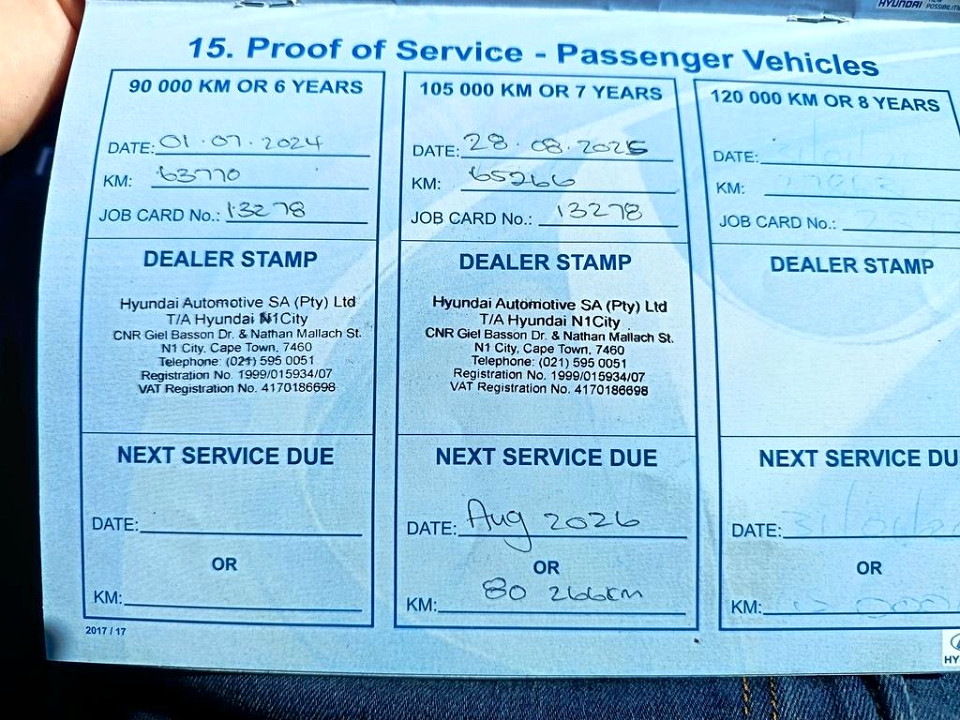 HYUNDAI
15. Proof of Service - Passenger Vehicles
90 000 KM OR 6 YEARS
DATE: 01.07.2024
KM: 63770
JOB CARD No.: 13278
DEALER STAMP
Hyundai Automotive SA (Pty) Ltd
T/A Hyundai N1City
CNR Giel Basson Dr. & Nathan Mallach St.
N1 City, Cape Town, 7460
Telephone: (021) 595 0051
Registration No. 1999/015934/07
VAT Registration No. 4170186698
NEXT SERVICE DUE
DATE:
OR
KM:
2017 / 17
105 000 KM OR 7 YEARS
DATE: 28.08.2025
KM: 65266
JOB CARD No.: 13278
DEALER STAMP
Hyundai Automotive SA (Pty) Ltd
T/A Hyundai N1City
CNR Giel Basson Dr. & Nathan Mallach St.
N1 City, Cape Town, 7460
Telephone: (021) 595 0051
Registration No. 1999/015934/07
VAT Registration No. 4170186698
NEXT SERVICE DUE
DATE: Aug 2026
OR
KM: 80 266km
120 000 KM OR 8 YEARS
DATE:
KM:
JOB CARD No.:
DEALER STAMP
NEXT SERVICE DU
DATE:
OR
KM:
HY